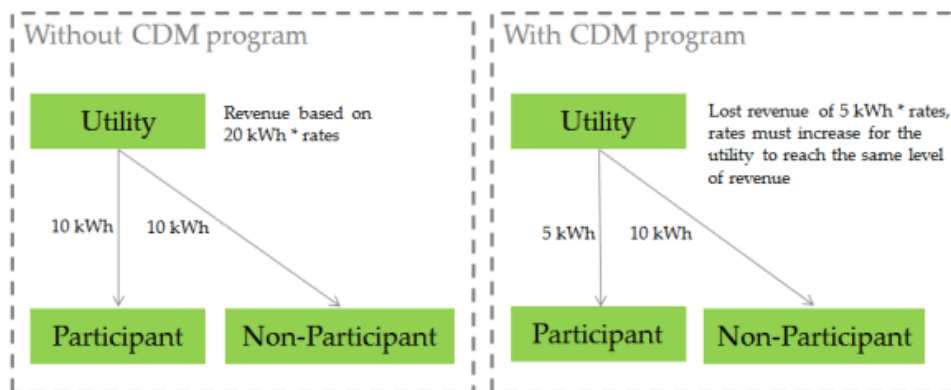 Without CDM program
Utility
Revenue based on
20 kWh * rates
10 kWh
10 kWh
Participant
Non-Participant
With CDM program
Utility
Lost revenue of 5 kWh * rates,
rates must increase for the
utility to reach the same level
of revenue
5 kWh
10 kWh
Participant
Non-Participant